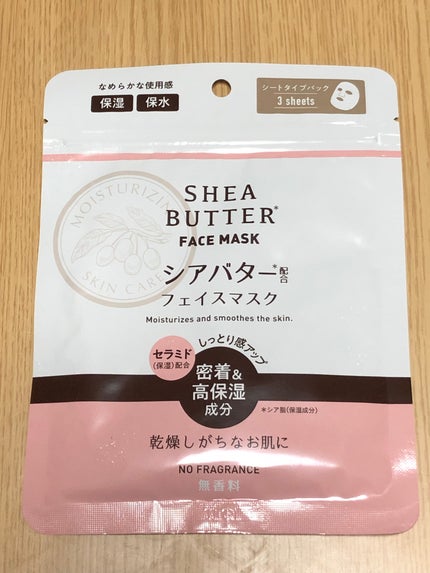 なめらかな使用感
保湿 保水
シートタイプパック
3 sheets
MOISTURIZING
SKIN CARE
SHEA
BUTTER*
FACE MASK
シアバター*配合
フェイスマスク
Moisturizes and smoothes the skin.
セラミド
(保湿)配合
しっとり感アップ
密着&
高保湿
成分
*シア脂(保湿成分)
乾燥しがちなお肌に
NO FRAGRANCE
無香料